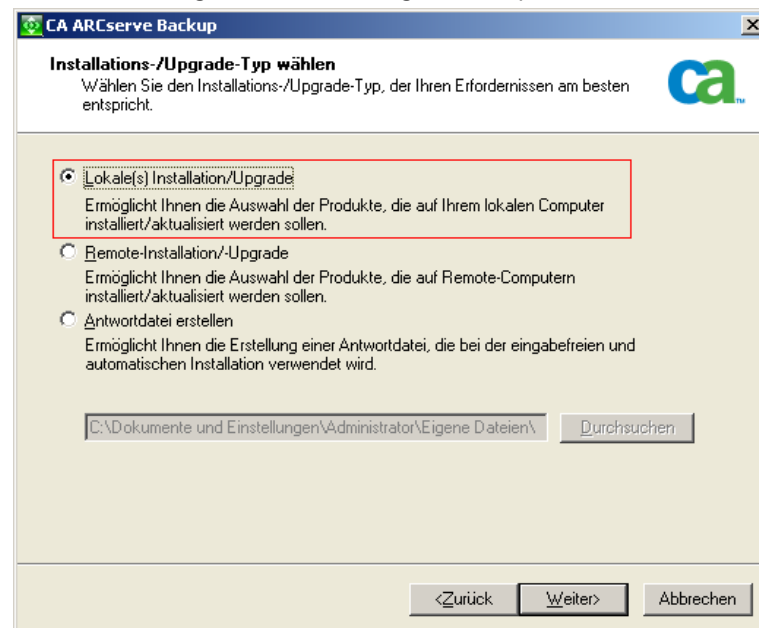 CA ARCserve Backup
Installations-/Upgrade-Typ wählen
Wählen Sie den Installations-/Upgrade-Typ, der Ihren Erfordernissen am besten
entspricht.
ca™
Lokale(s) Installation/Upgrade
Ermöglicht Ihnen die Auswahl der Produkte, die auf Ihrem lokalen Computer
installiert/aktualisiert werden sollen.
Remote-Installation/-Upgrade
Ermöglicht Ihnen die Auswahl der Produkte, die auf Remote-Computern
installiert/aktualisiert werden sollen.
Antwortdatei erstellen
Ermöglicht Ihnen die Erstellung einer Antwortdatei, die bei der eingabefreien und
automatischen Installation verwendet wird.
C:\Dokumente und Einstellungen\Administrator\Eigene Dateien\ Durchsuchen
<Zurück Weiter> Abbrechen